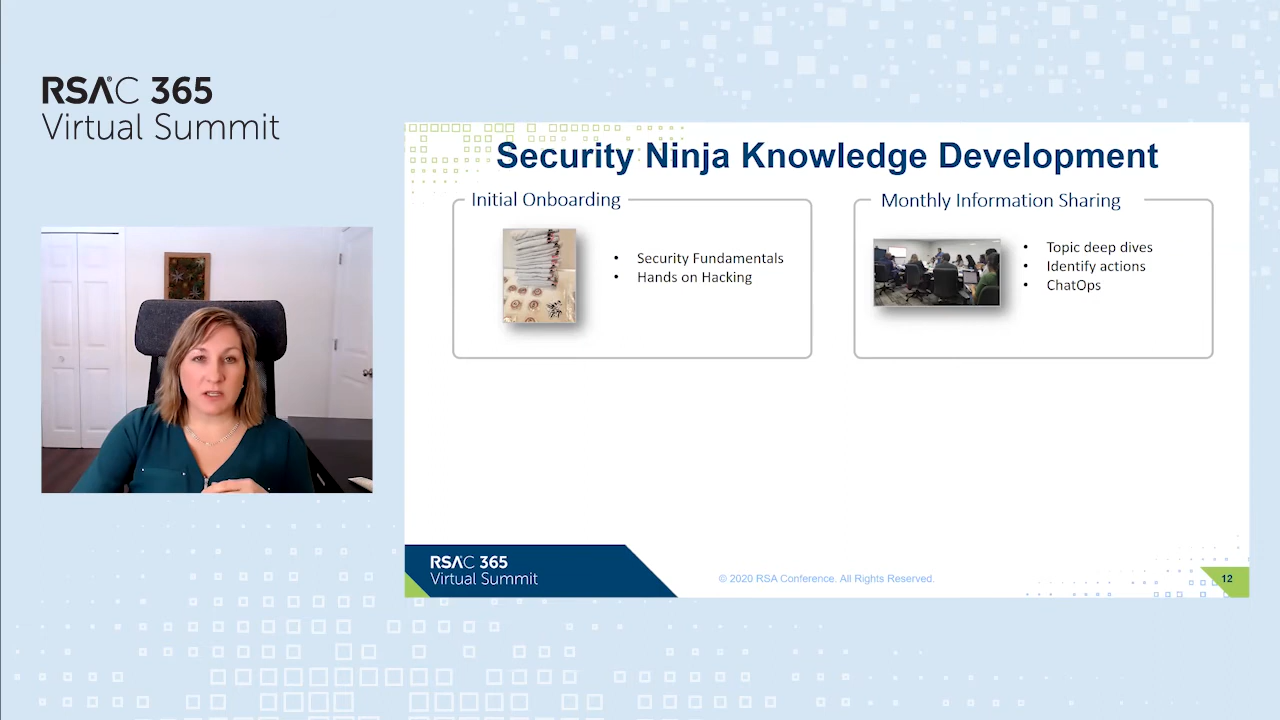 RSAC 365
Virtual Summit
Security Ninja Knowledge Development
Initial Onboarding
• Security Fundamentals
• Hands on Hacking
Monthly Information Sharing
• Topic deep dives
• Identify actions
• ChatOps
RSAC 365
Virtual Summit
© 2020 RSA Conference. All Rights Reserved.
12